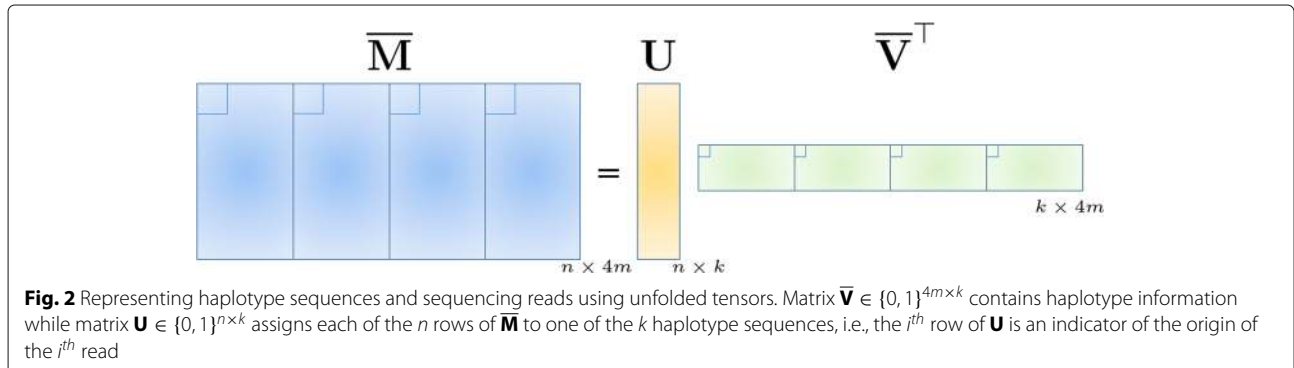 M̅ U V̅⊤
=
k × 4m
n × 4m n × k
Fig. 2 Representing haplotype sequences and sequencing reads using unfolded tensors. Matrix V̅ ∈ {0, 1}^{4m×k} contains haplotype information
while matrix U ∈ {0, 1}^{n×k} assigns each of the n rows of M̅ to one of the k haplotype sequences, i.e., the i^{th} row of U is an indicator of the origin of
the i^{th} read